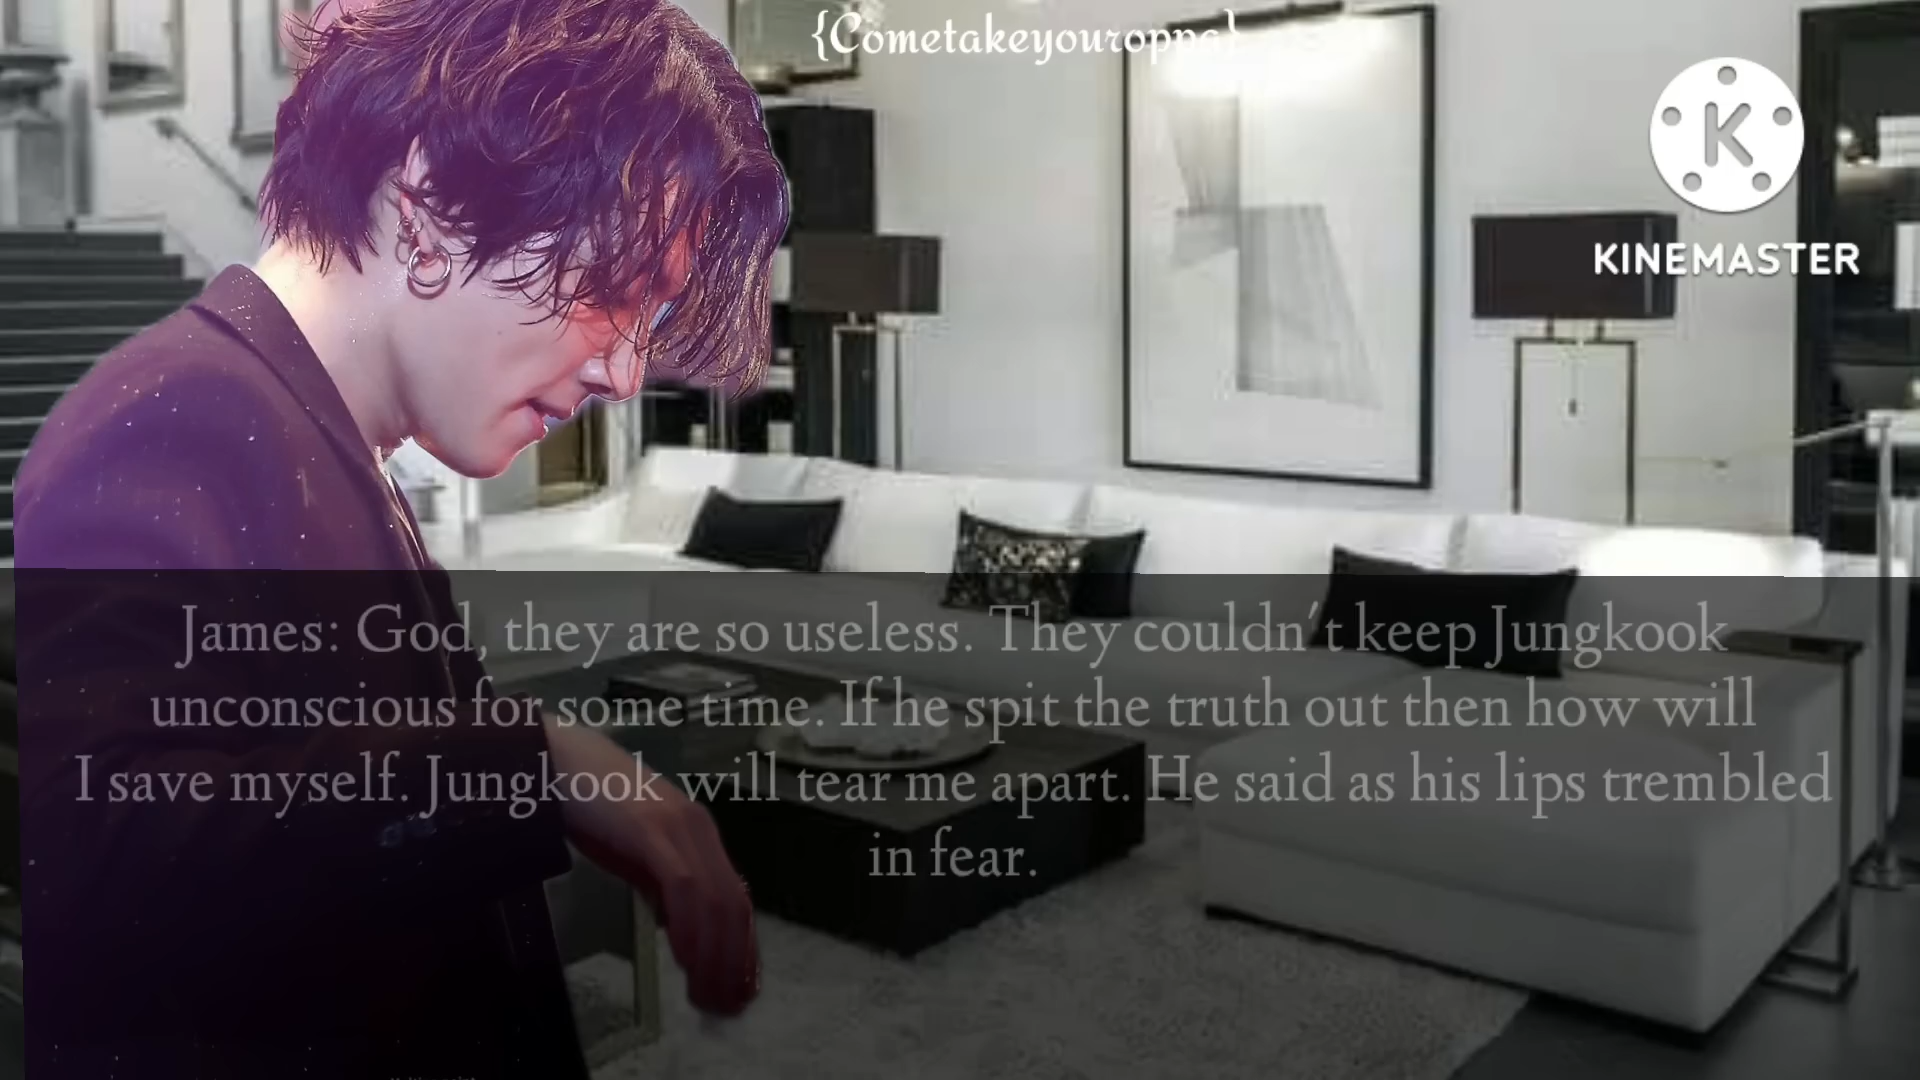 {Cometakeyouroppa}
K
KINEMASTER
James: God, they are so useless. They couldn't keep Jungkook
unconscious for some time. If he spit the truth out then how will
I save myself. Jungkook will tear me apart. He said as his lips trembled
in fear.